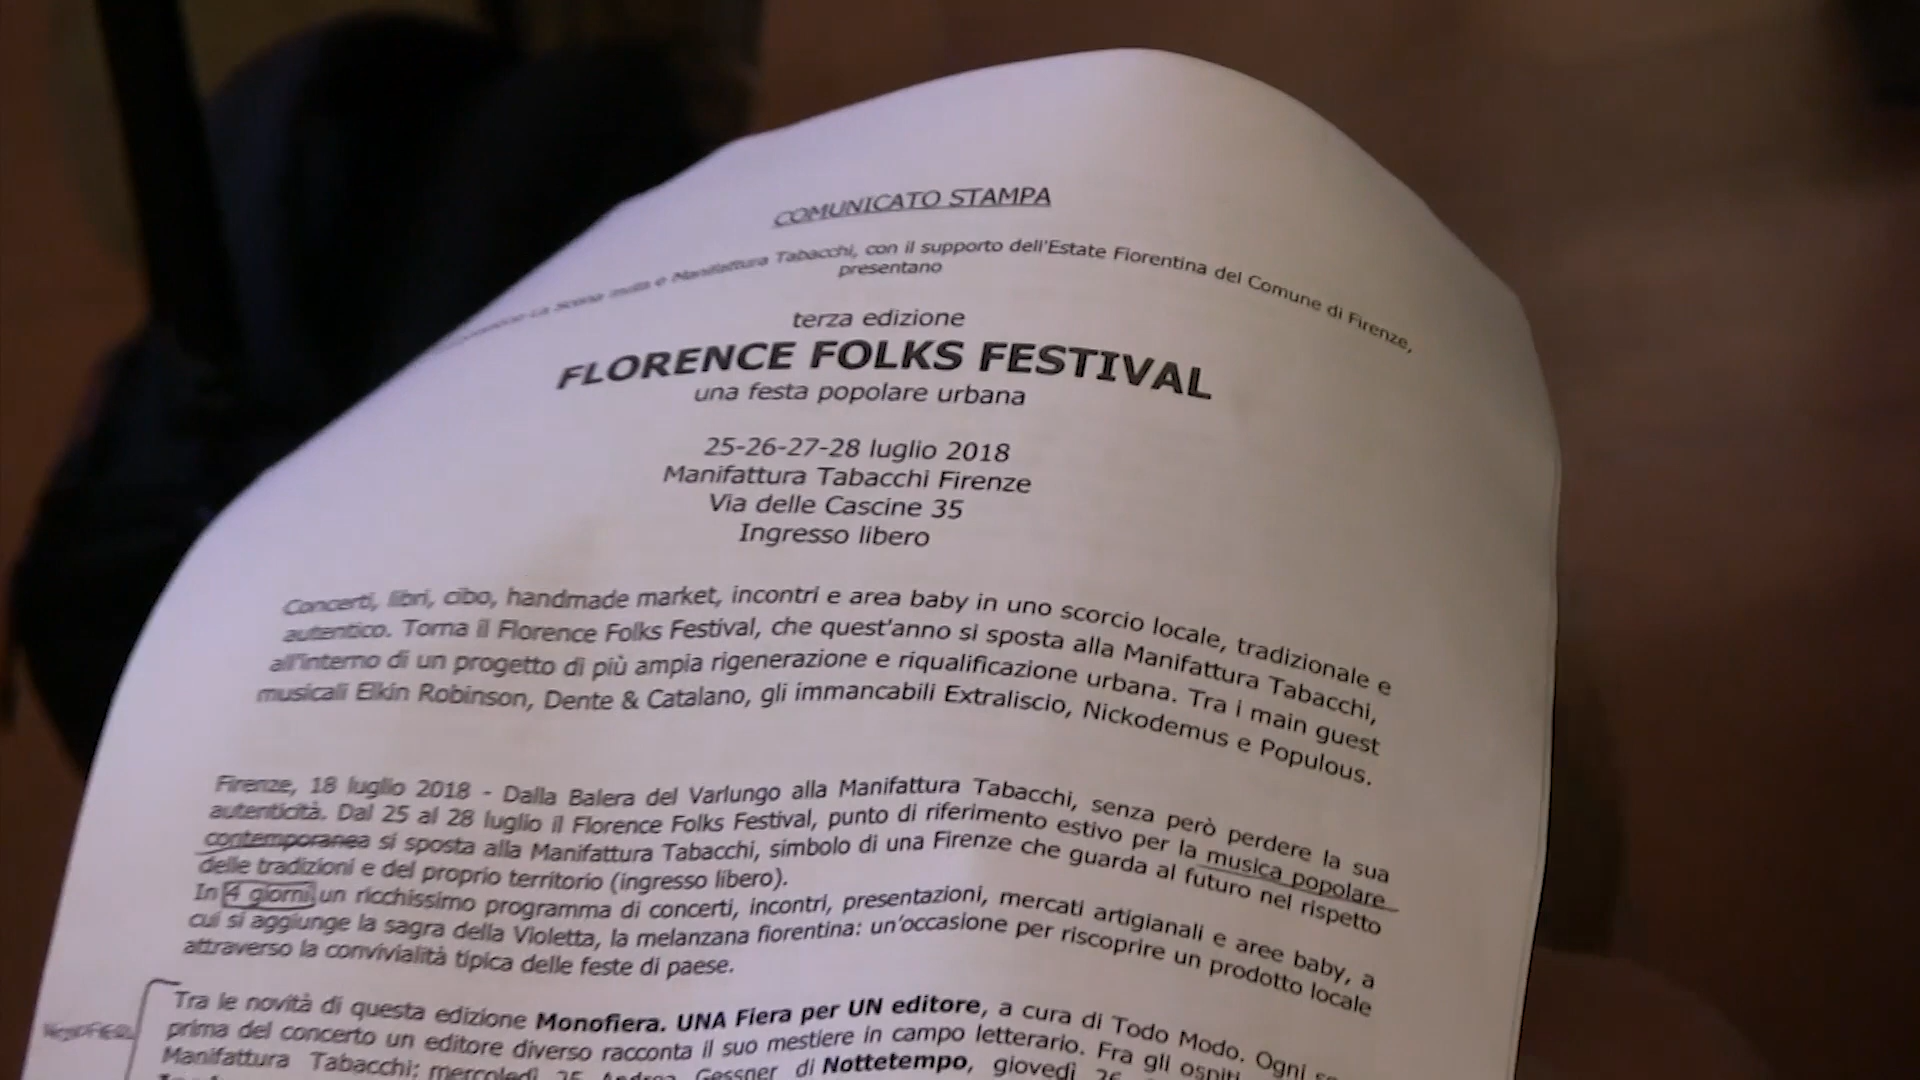 COMUNICATO STAMPA
La Scena Muta e Manifattura Tabacchi, con il supporto dell'Estate Fiorentina del Comune di Firenze,
presentano
terza edizione
FLORENCE FOLKS FESTIVAL
una festa popolare urbana
25-26-27-28 luglio 2018
Manifattura Tabacchi Firenze
Via delle Cascine 35
Ingresso libero
Concerti, libri, cibo, handmade market, incontri e area baby in uno scorcio locale, tradizionale e
autentico. Torna il Florence Folks Festival, che quest'anno si sposta alla Manifattura Tabacchi,
all'interno di un progetto di più ampia rigenerazione e riqualificazione urbana. Tra i main guest
musicali Elkin Robinson, Dente & Catalano, gli immancabili Extraliscio, Nickodemus e Populous.
Firenze, 18 luglio 2018 - Dalla Balera del Varlungo alla Manifattura Tabacchi, senza però perdere la sua
autenticità. Dal 25 al 28 luglio il Florence Folks Festival, punto di riferimento estivo per la musica popolare
contemporanea si sposta alla Manifattura Tabacchi, simbolo di una Firenze che guarda al futuro nel rispetto
delle tradizioni e del proprio territorio (ingresso libero).
In 4 giorni un ricchissimo programma di concerti, incontri, presentazioni, mercati artigianali e aree baby, a
cui si aggiunge la sagra della Violetta, la melanzana fiorentina: un'occasione per riscoprire un prodotto locale
attraverso la convivialità tipica delle feste di paese.
Tra le novità di questa edizione Monofiera. UNA Fiera per UN editore, a cura di Todo Modo. Ogni
prima del concerto un editore diverso racconta il suo mestiere in campo letterario. Fra gli ospiti
Manifattura Tabacchi: mercoledì 25 Andrea Gessner di Nottetempo, giovedì 26